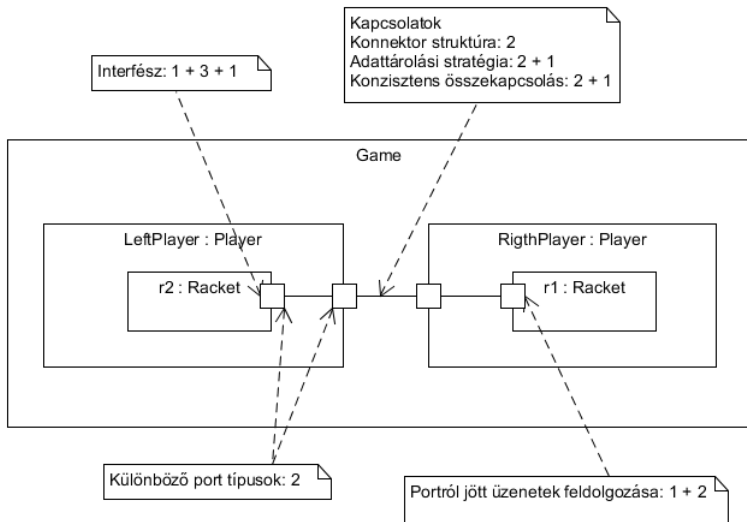 Kapcsolatok
Konnektor struktúra: 2
Adattárolási stratégia: 2 + 1
Konzisztens összekapcsolás: 2 + 1
Interfész: 1 + 3 + 1
Game
LeftPlayer : Player
RigthPlayer : Player
r2 : Racket
r1 : Racket
Különböző port típusok: 2
Portról jött üzenetek feldolgozása: 1 + 2